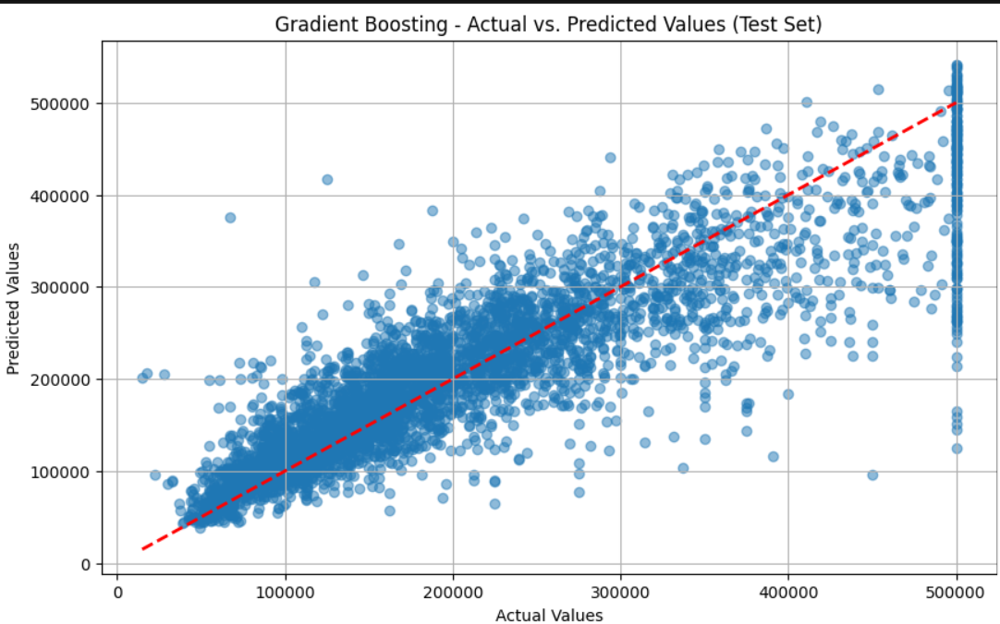 Gradient Boosting - Actual vs. Predicted Values (Test Set)
500000
400000
300000
200000
100000
0
Predicted Values
0 100000 200000 300000 400000 500000
Actual Values